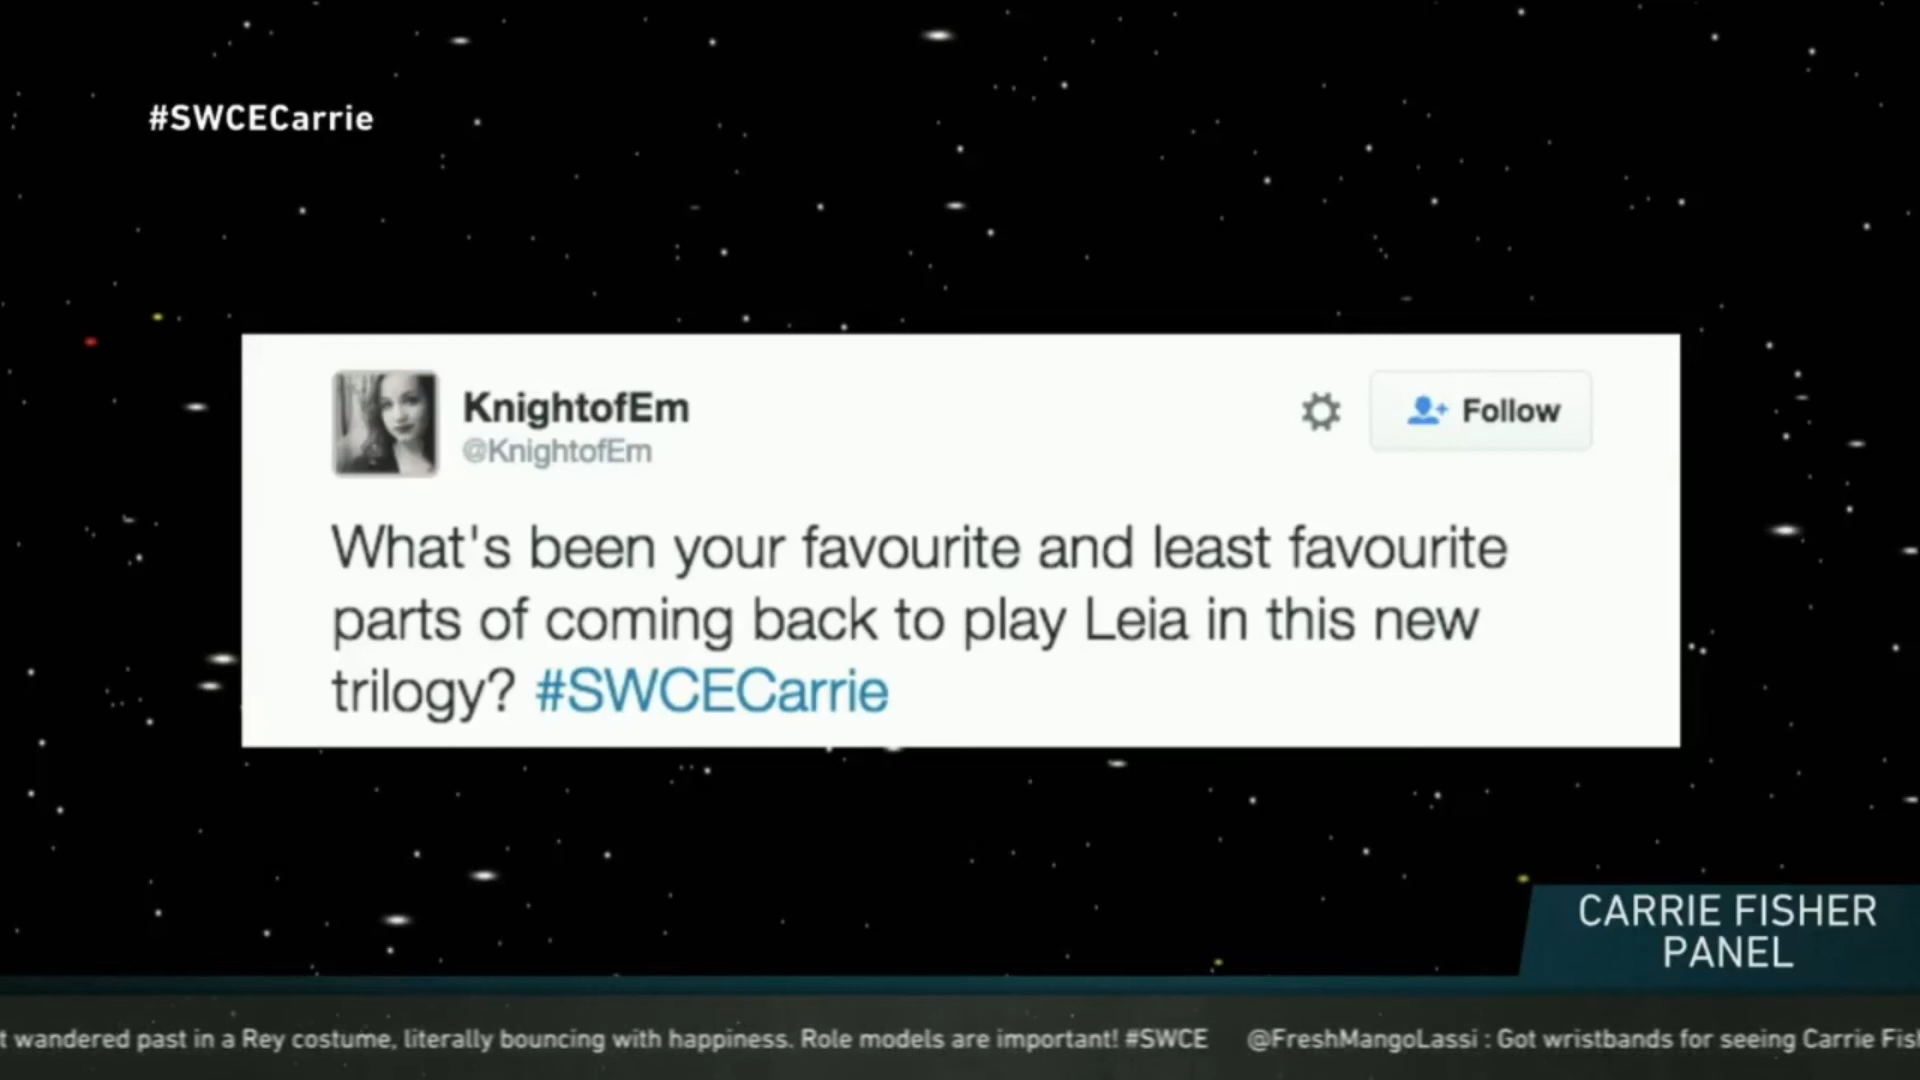 #SWCECarrie
KnightofEm
@KnightofEm
Follow
What's been your favourite and least favourite
parts of coming back to play Leia in this new
trilogy? #SWCECarrie
CARRIE FISHER
PANEL
wandered past in a Rey costume, literally bouncing with happiness. Role models are important! #SWCE @FreshMangoLassi : Got wristbands for seeing Carrie